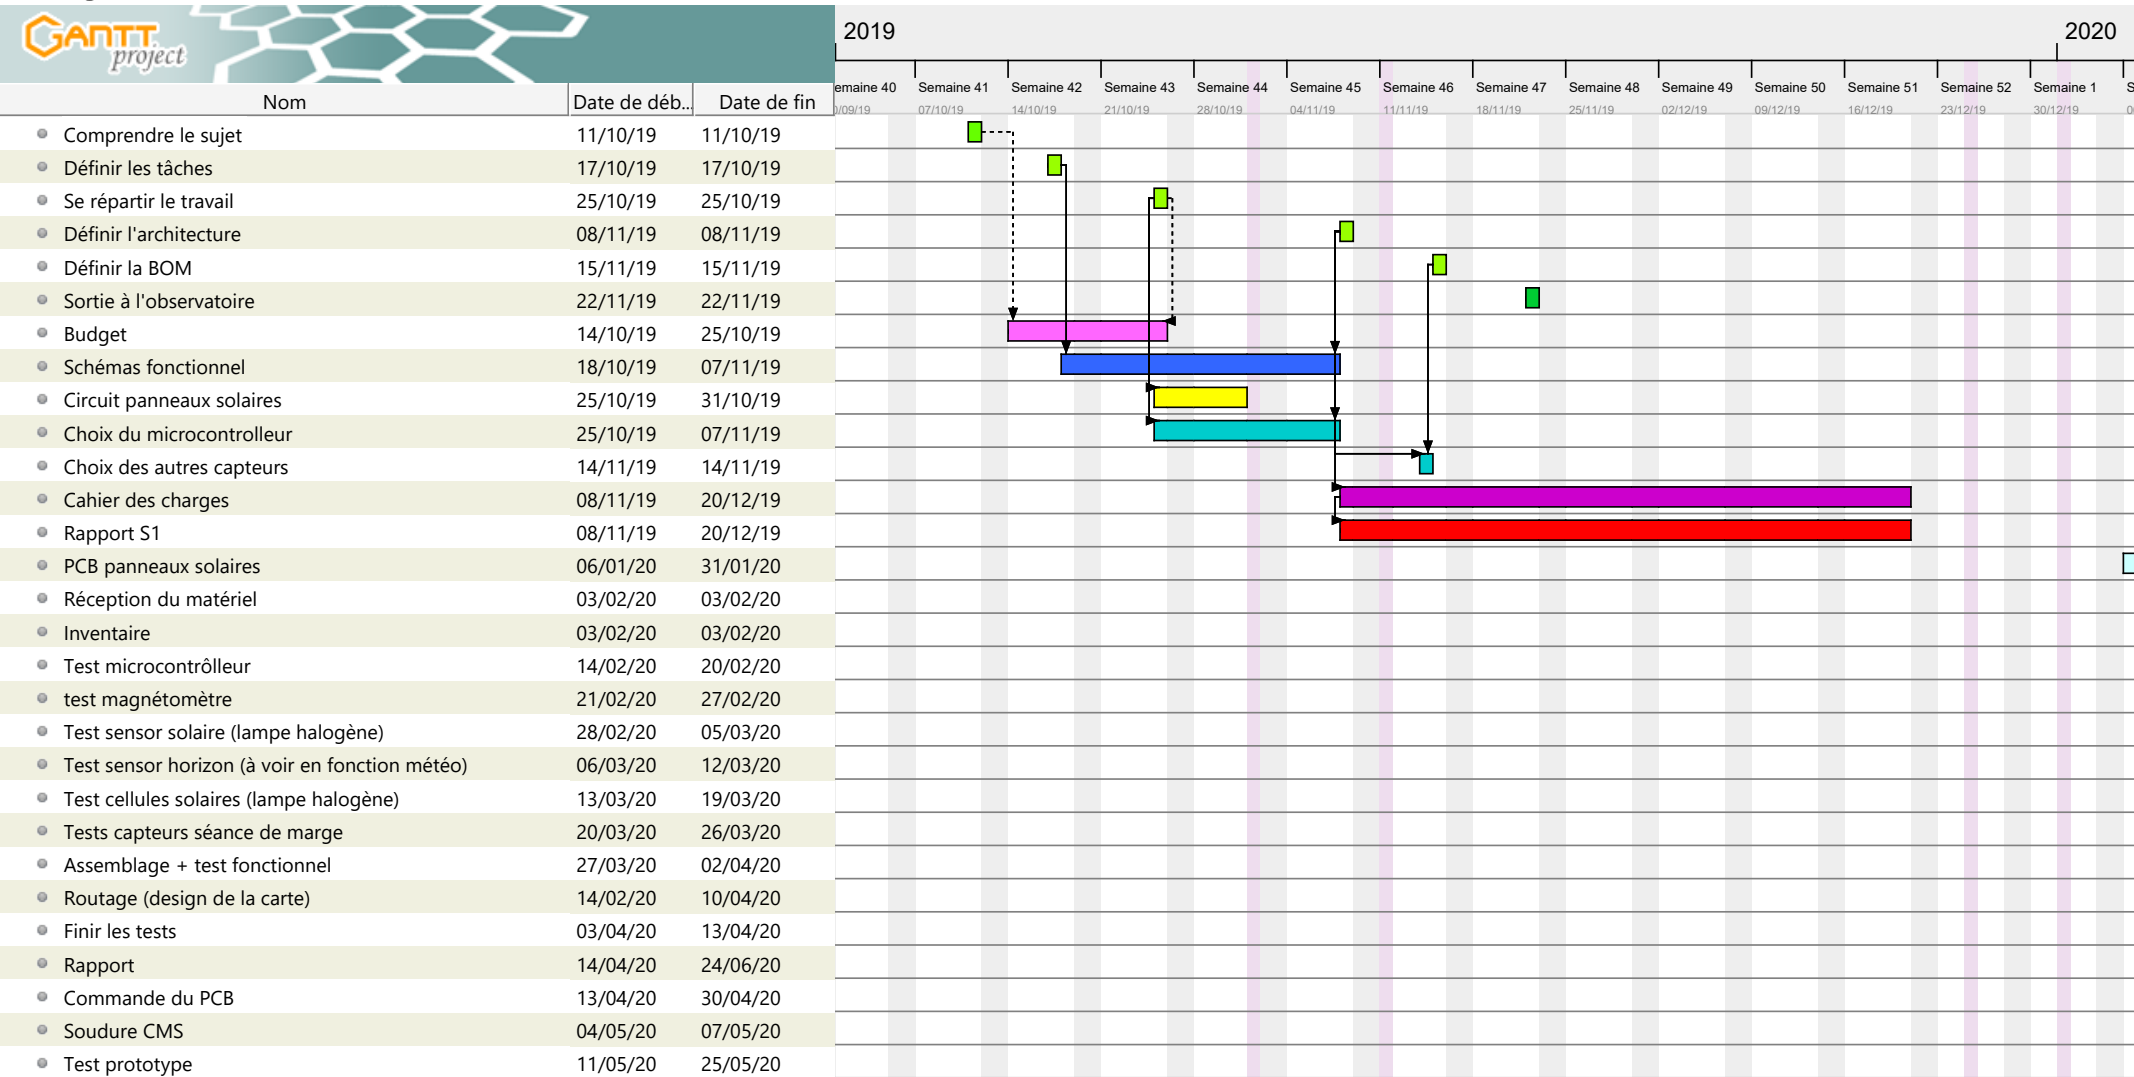 GANTT project
2019
2020
emaine 40 Semaine 41 Semaine 42 Semaine 43 Semaine 44 Semaine 45 Semaine 46 Semaine 47 Semaine 48 Semaine 49 Semaine 50 Semaine 51 Semaine 52 Semaine 1 S
Nom Date de déb... Date de fin
/09/19 07/10/19 14/10/19 21/10/19 28/10/19 04/11/19 11/11/19 18/11/19 25/11/19 02/12/19 09/12/19 16/12/19 23/12/19 30/12/19
Comprendre le sujet 11/10/19 11/10/19
Définir les tâches 17/10/19 17/10/19
Se répartir le travail 25/10/19 25/10/19
Définir l'architecture 08/11/19 08/11/19
Définir la BOM 15/11/19 15/11/19
Sortie à l'observatoire 22/11/19 22/11/19
Budget 14/10/19 25/10/19
Schémas fonctionnel 18/10/19 07/11/19
Circuit panneaux solaires 25/10/19 31/10/19
Choix du microcontrolleur 25/10/19 07/11/19
Choix des autres capteurs 14/11/19 14/11/19
Cahier des charges 08/11/19 20/12/19
Rapport S1 08/11/19 20/12/19
PCB panneaux solaires 06/01/20 31/01/20
Réception du matériel 03/02/20 03/02/20
Inventaire 03/02/20 03/02/20
Test microcontrôlleur 14/02/20 20/02/20
test magnétomètre 21/02/20 27/02/20
Test sensor solaire (lampe halogène) 28/02/20 05/03/20
Test sensor horizon (à voir en fonction météo) 06/03/20 12/03/20
Test cellules solaires (lampe halogène) 13/03/20 19/03/20
Tests capteurs séance de marge 20/03/20 26/03/20
Assemblage + test fonctionnel 27/03/20 02/04/20
Routage (design de la carte) 14/02/20 10/04/20
Finir les tests 03/04/20 13/04/20
Rapport 14/04/20 24/06/20
Commande du PCB 13/04/20 30/04/20
Soudure CMS 04/05/20 07/05/20
Test prototype 11/05/20 25/05/20